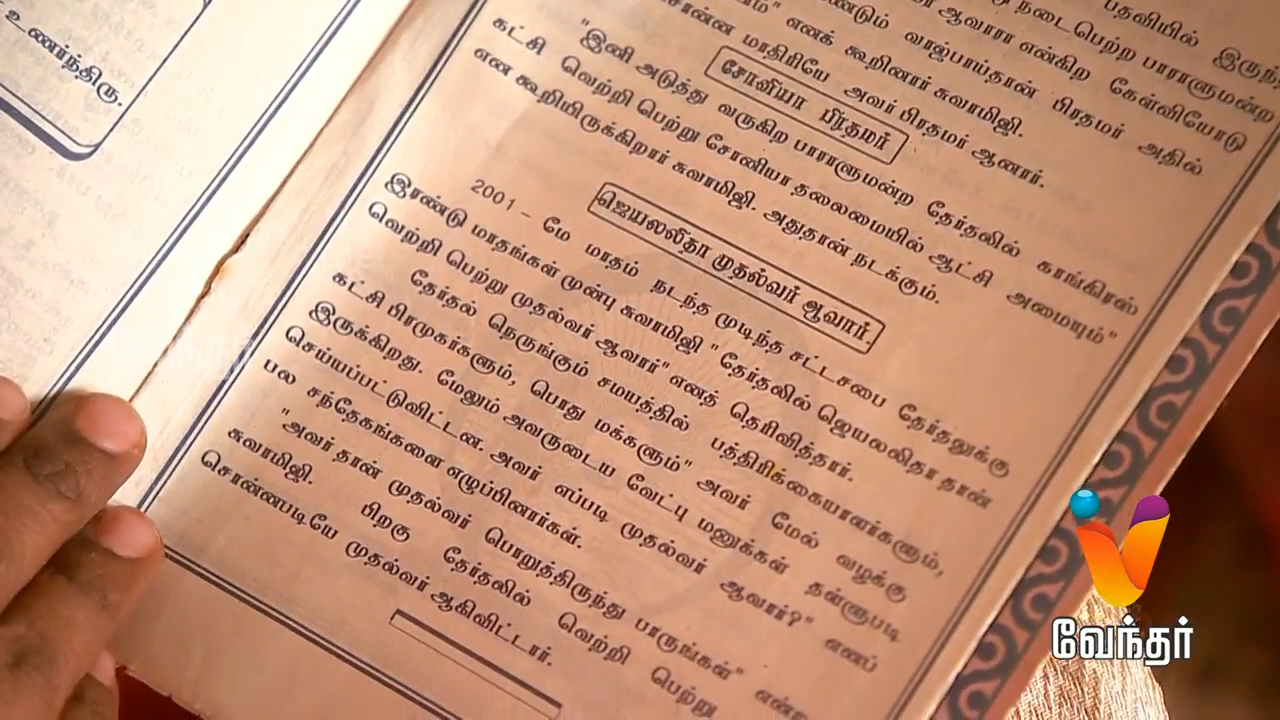 உணர்ந்திரு.
பதவியில் இருந்
நடைபெற்ற பாராளுமன்ற
ஆவாரா என்கிற கேள்வியோடு
வாஜ்பாய்தான் பிரதமர் அதில்
எனக் கூறினார் சுவாமிஜி.
சொன்ன மாதிரியே அவர் பிரதமர் ஆனார்.
சோனியா பிரதமர்
"இனி அடுத்து வருகிற பாராளுமன்ற தேர்தலில் காங்கிரஸ்
கட்சி வெற்றி பெற்று சோனியா தலைமையில் ஆட்சி அமையும்"
என கூறியிருக்கிறார் சுவாமிஜி. அதுதான் நடக்கும்.
ஜெயலலிதா முதல்வர் ஆவார்.
2001 - மே மாதம் நடந்த முடிந்த சட்டசபை தேர்தலுக்கு
இரண்டு மாதங்கள் முன்பு சுவாமிஜி " தேர்தலில் ஜெயலலிதா தான்
வெற்றி பெற்று முதல்வர் ஆவார்" எனத் தெரிவித்தார்.
தேர்தல் நெருங்கும் சமயத்தில் பத்திரிக்கையாளர்களும்,
கட்சி பிரமுகர்களும், பொது மக்களும்" அவர் மேல் வழக்கு
இருக்கிறது. மேலும் அவருடைய வேட்பு மனுக்கள் தள்ளுபடி
செய்யப்பட்டுவிட்டன. அவர் எப்படி முதல்வர் ஆவார்?" எனப்
பல சந்தேகங்களை எழுப்பினார்கள்.
"அவர் தான் முதல்வர் பொறுத்திருந்து பாருங்கள்" என்ற
சுவாமிஜி. பிறகு தேர்தலில் வெற்றி பெற்று
சொன்னபடியே முதல்வர் ஆகிவிட்டார்.
வேந்தர்